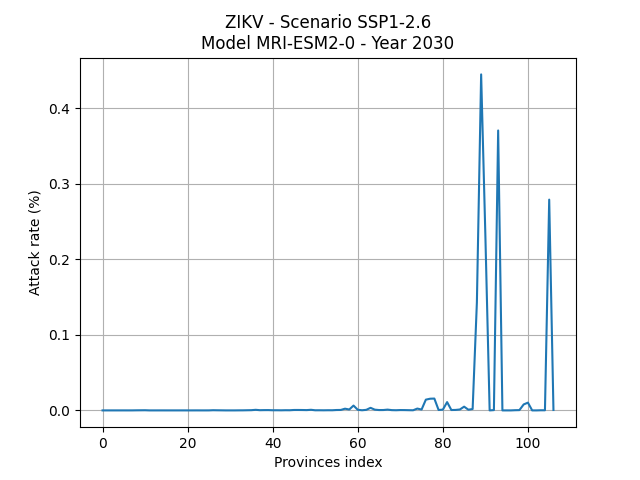 ZIKV - Scenario SSP1-2.6
Model MRI-ESM2-0 - Year 2030
Attack rate (%)
0.4
0.3
0.2
0.1
0.0
0 20 40 60 80 100
Provinces index